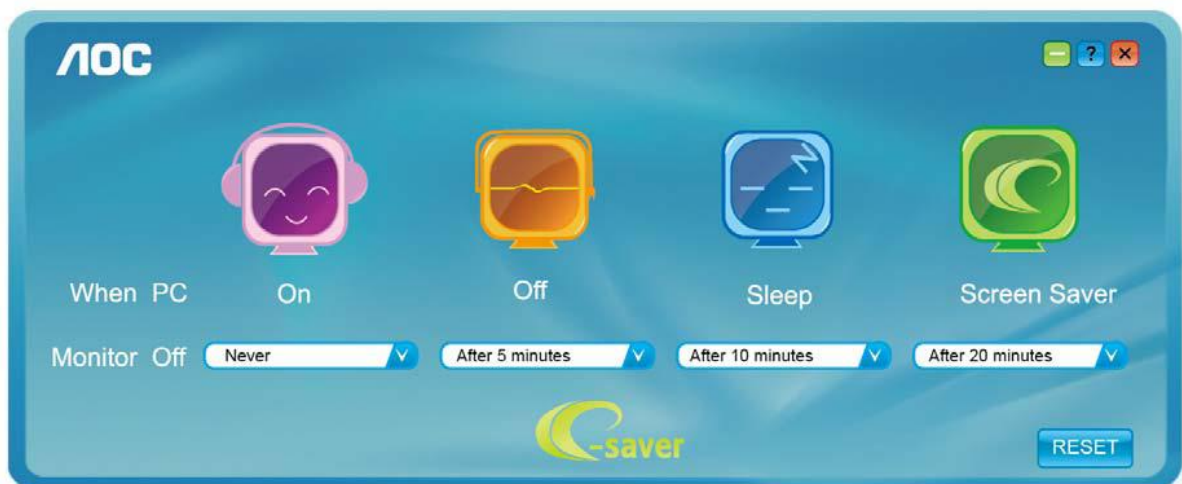 AOC
?
When PC On Off Sleep Screen Saver
Monitor Off Never After 5 minutes After 10 minutes After 20 minutes
e-saver
RESET